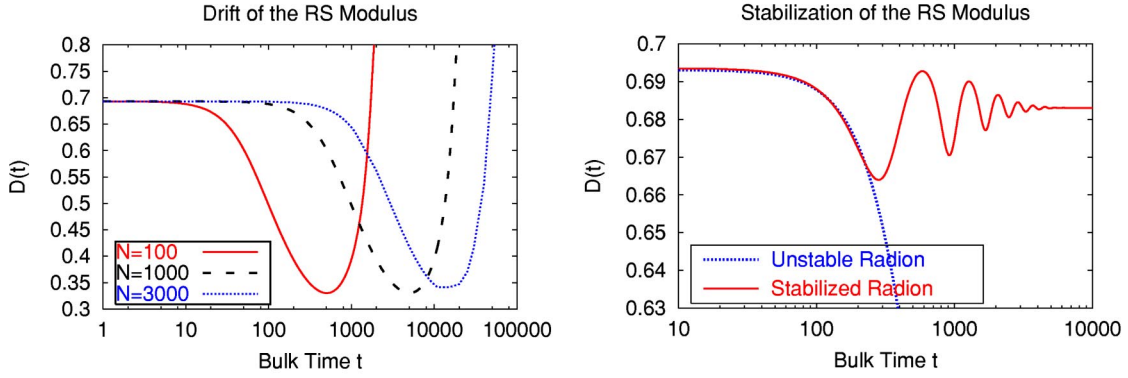 Drift of the RS Modulus
0.8
0.75
0.7
0.65
0.6
0.55
0.5
0.45
0.4
0.35
0.3
D(t)
N=100
N=1000
N=3000
1 10 100 1000 10000 100000
Bulk Time t
Stabilization of the RS Modulus
0.7
0.69
0.68
0.67
0.66
0.65
0.64
0.63
D(t)
Unstable Radion
Stabilized Radion
10 100 1000 10000
Bulk Time t